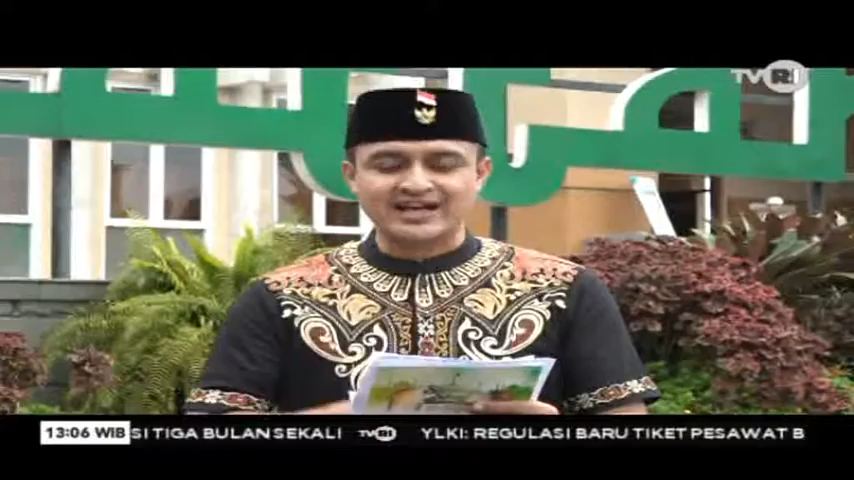 TVRI
13:06 WIB SI TIGA BULAN SEKALI TVRI YLKI: REGULASI BARU TIKET PESAWAT B